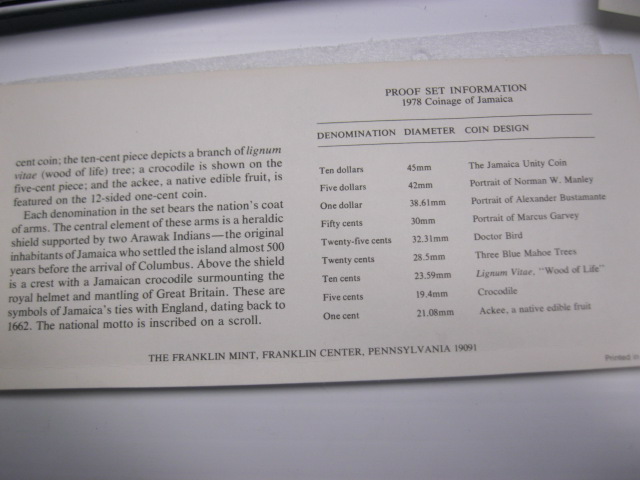 cent coin; the ten-cent piece depicts a branch of lignum
vitae (wood of life) tree; a crocodile is shown on the
five-cent piece; and the ackee, a native edible fruit, is
featured on the 12-sided one-cent coin.
Each denomination in the set bears the nation's coat
of arms. The central element of these arms is a heraldic
shield supported by two Arawak Indians—the original
inhabitants of Jamaica who settled the island almost 500
years before the arrival of Columbus. Above the shield
is a crest with a Jamaican crocodile surmounting the
royal helmet and mantling of Great Britain. These are
symbols of Jamaica's ties with England, dating back to
1662. The national motto is inscribed on a scroll.
PROOF SET INFORMATION
1978 Coinage of Jamaica
DENOMINATION DIAMETER COIN DESIGN
Ten dollars 45mm The Jamaica Unity Coin
Five dollars 42mm Portrait of Norman W. Manley
One dollar 38.61mm Portrait of Alexander Bustamante
Fifty cents 30mm Portrait of Marcus Garvey
Twenty-five cents 32.31mm Doctor Bird
Twenty cents 28.5mm Three Blue Mahoe Trees
Ten cents 23.59mm Lignum Vitae, "Wood of Life"
Five cents 19.4mm Crocodile
One cent 21.08mm Ackee, a native edible fruit
THE FRANKLIN MINT, FRANKLIN CENTER, PENNSYLVANIA 19091
Printed in